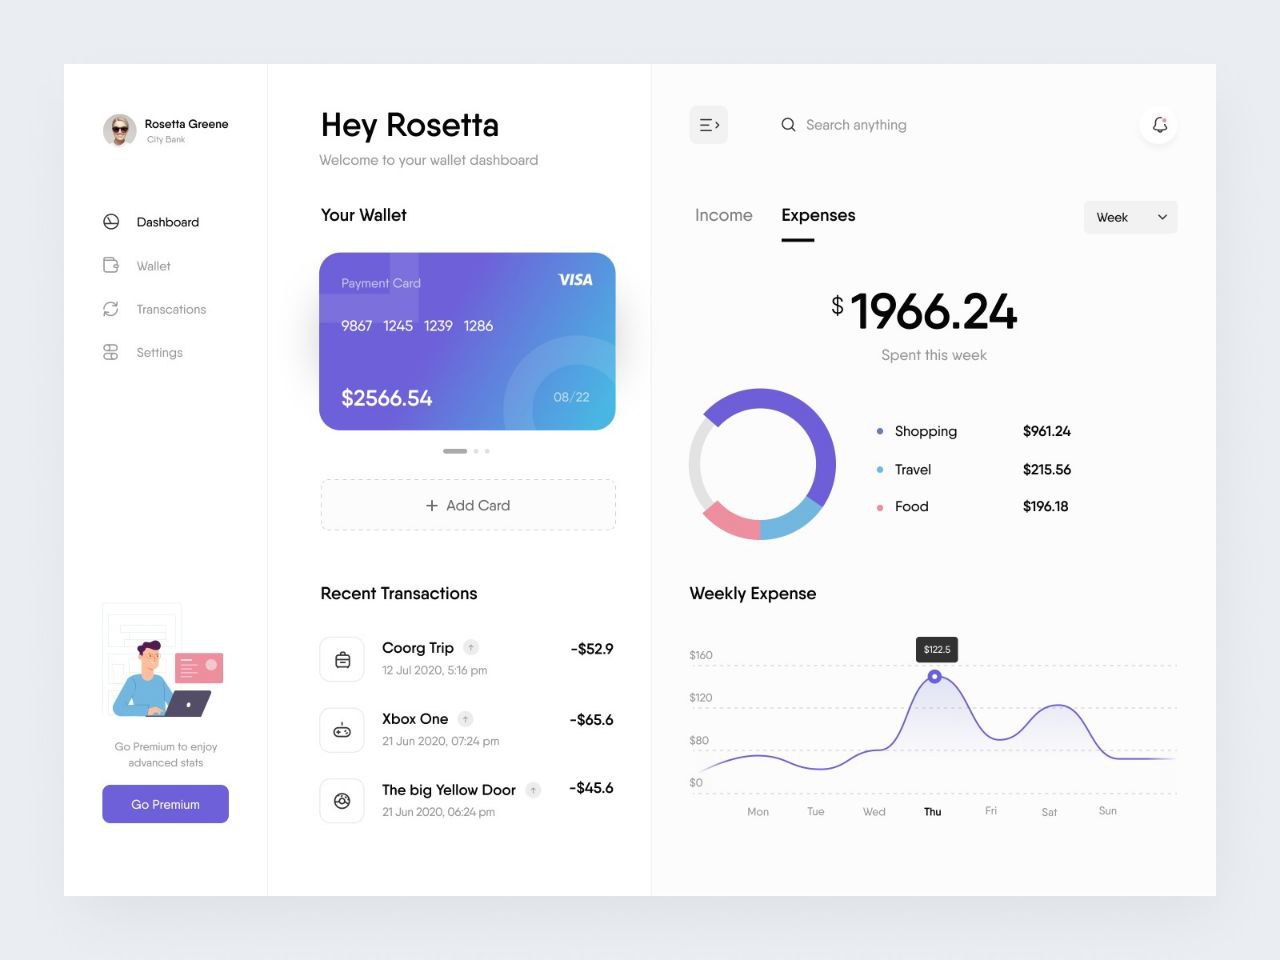 Rosetta Greene
City Bank
Dashboard
Wallet
Transcations
Settings
Go Premium to enjoy
advanced stats
Go Premium
Hey Rosetta
Welcome to your wallet dashboard
Your Wallet
Payment Card
VISA
9867 1245 1239 1286
$2566.54
08/22
+ Add Card
Recent Transactions
Coorg Trip
-$52.9
12 Jul 2020, 5:16 pm
Xbox One
-$65.6
21 Jun 2020, 07:24 pm
The big Yellow Door
-$45.6
21 Jun 2020, 06:24 pm
Search anything
Income
Expenses
Week
$1966.24
Spent this week
Shopping $961.24
Travel $215.56
Food $196.18
Weekly Expense
$122.5
$160
$120
$80
$0
Mon Tue Wed Thu Fri Sat Sun